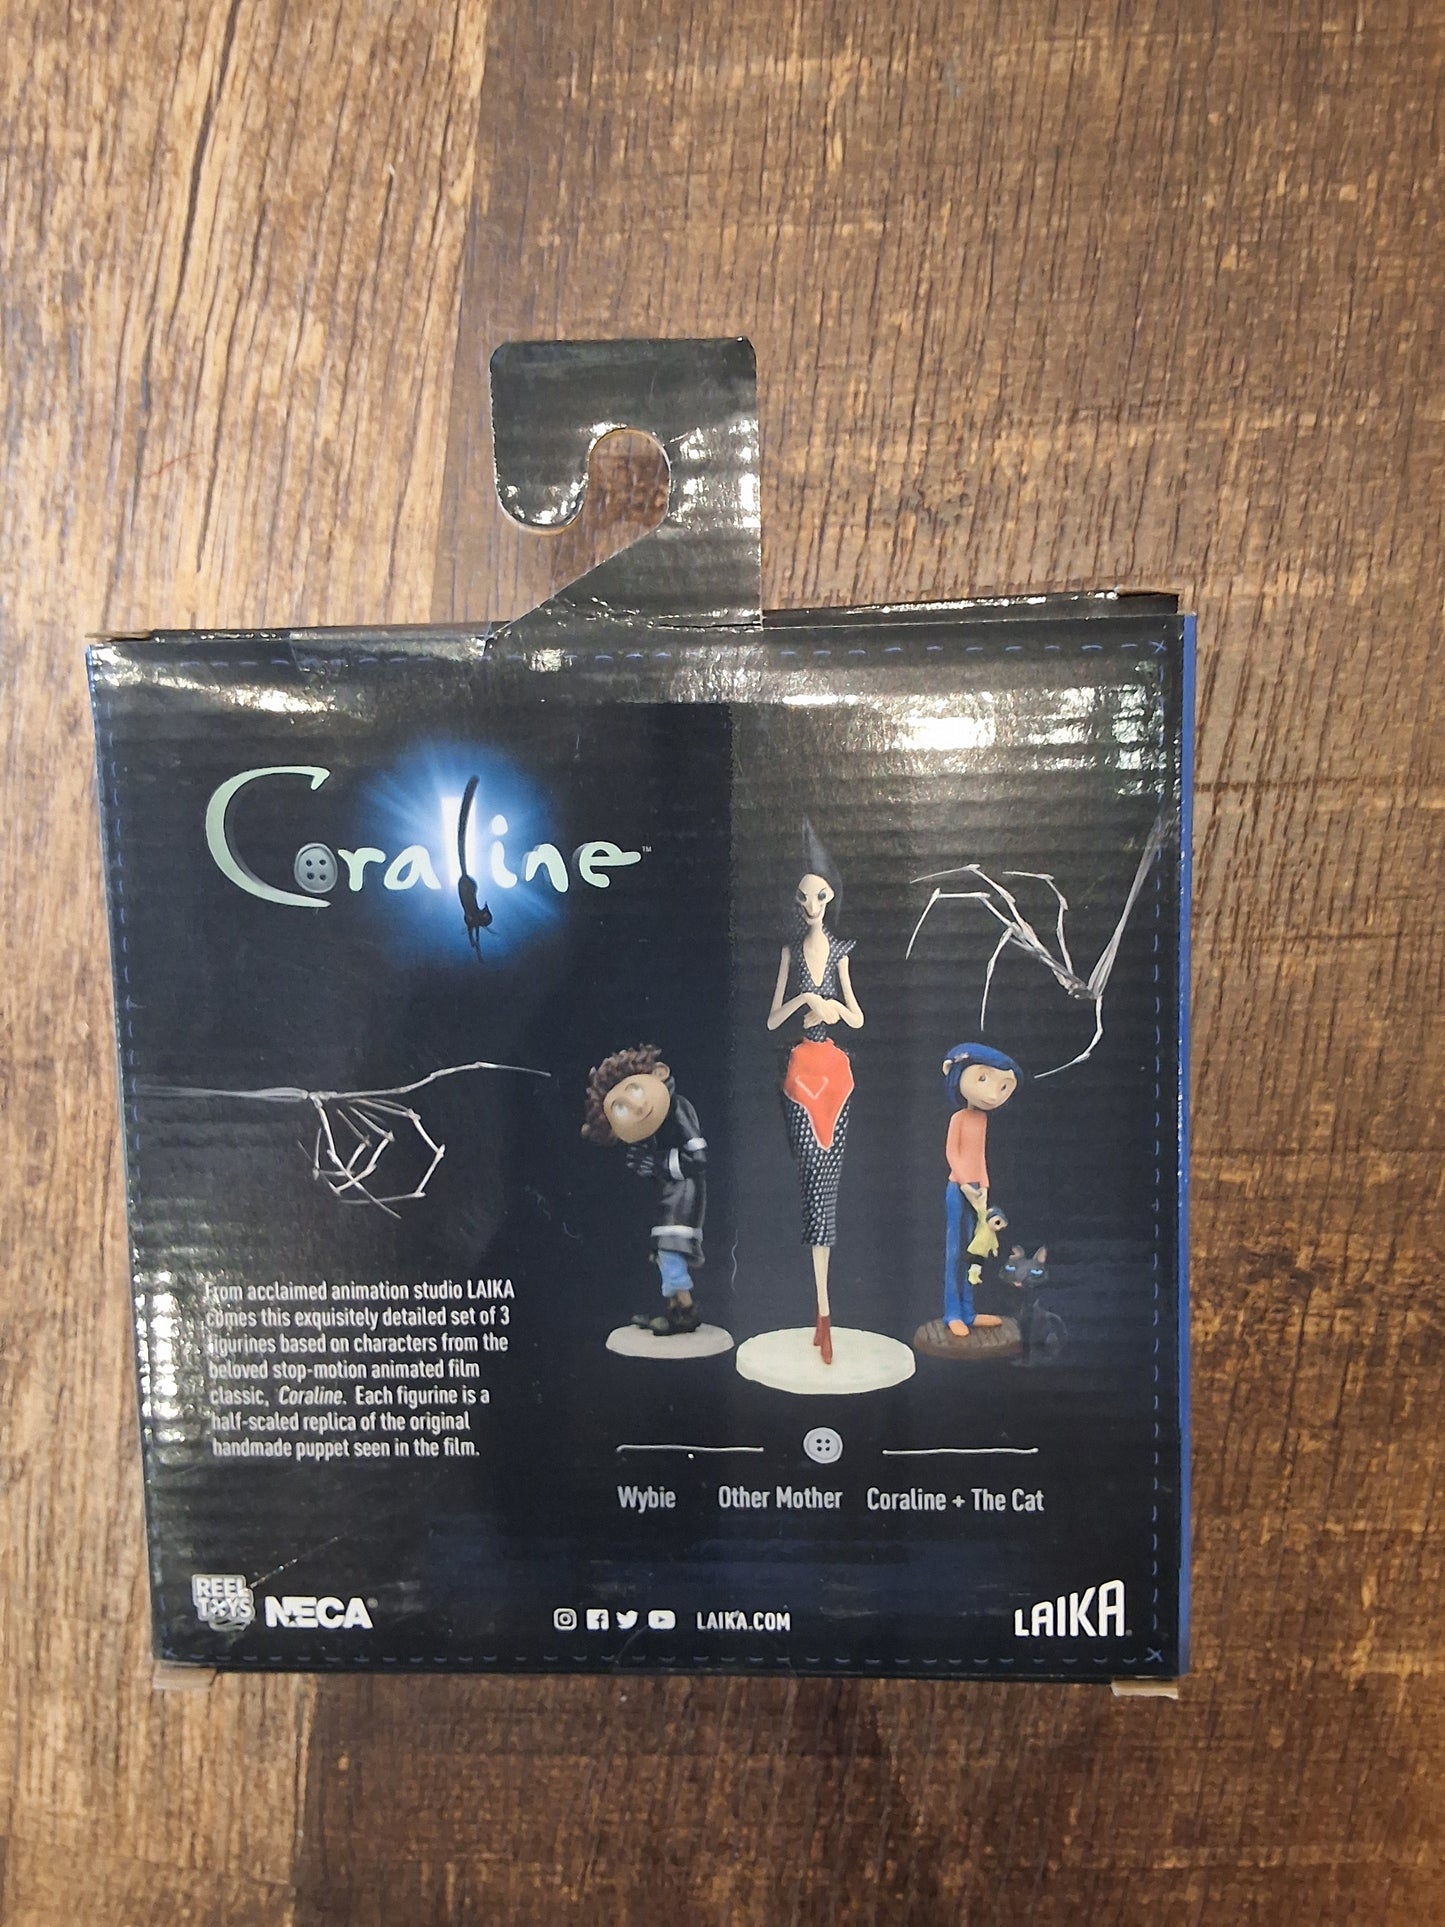 Coraline™
From acclaimed animation studio LAIKA
comes this exquisitely detailed set of 3
figurines based on characters from the
beloved stop-motion animated film
classic, Coraline. Each figurine is a
half-scaled replica of the original
handmade puppet seen in the film.
Wybie Other Mother Coraline + The Cat
REEL
TOYS
NECA®
LAIKA.COM
LAIKA